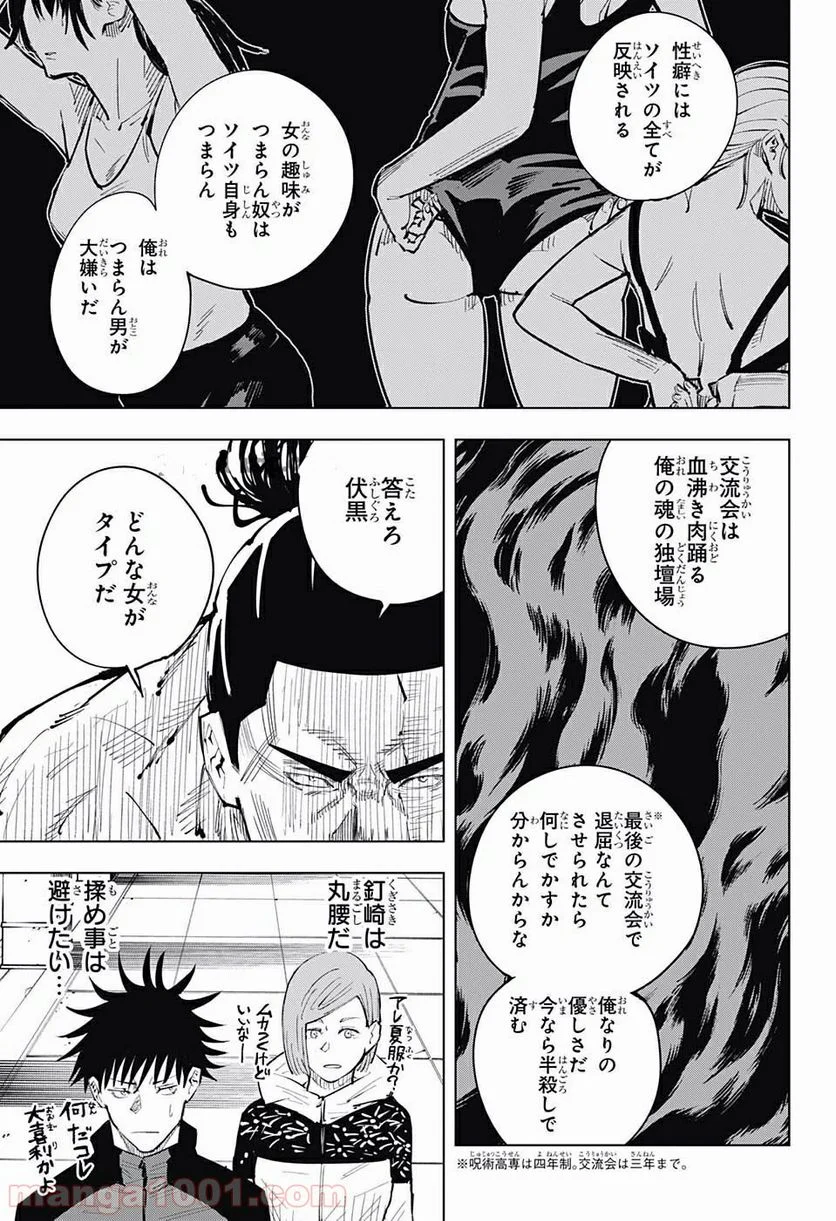 性癖には
ソイツの全てが
反映される
女の趣味が
つまらん奴は
ソイツ自身も
つまらん
俺は
つまらん男が
大嫌いだ
交流会は
血沸き肉踊る
俺の魂の独壇場
※最後の交流会で
退屈なんて
させられたら
何しでかすか
分からんからな
俺なりの
優しさだ
今なら半殺しで
済む
※呪術高専は四年制。交流会は三年まで。
答えろ
伏黒
どんな女が
タイプだ
釘崎は
丸腰だ
揉め事は
避けたい…
アレ夏服か?
ムカつくけど
いいなー
何だコレ
大喜利かよ
manga1001.com